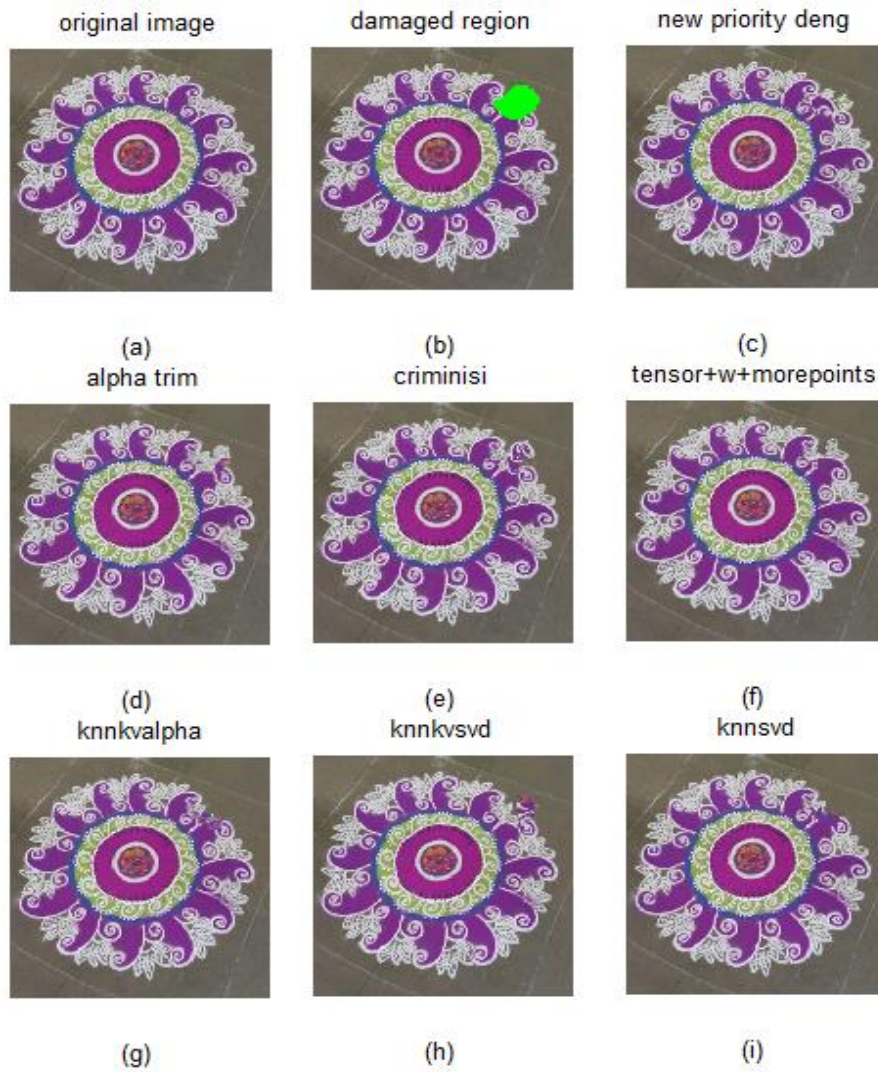 original image
damaged region
new priority deng
(a)
(b)
(c)
alpha trim
criminisi
tensor+w+morepoints
(d)
(e)
(f)
knnkvalpha
knnkvsvd
knnsvd
(g)
(h)
(i)